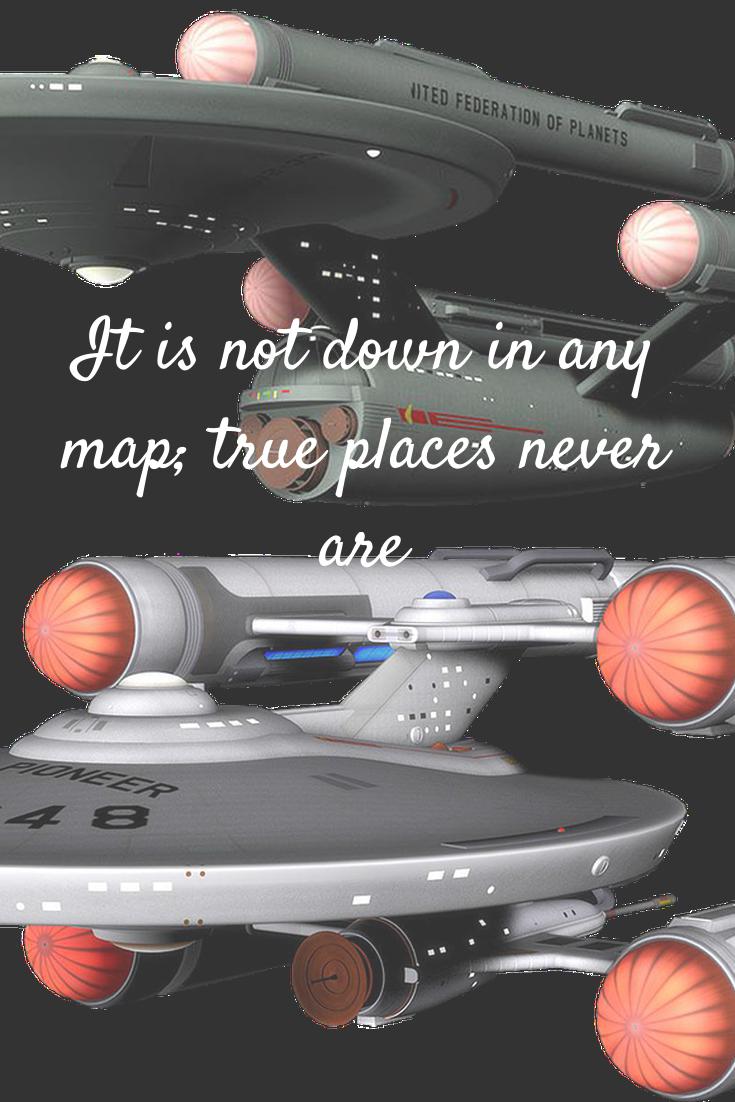 NITED FEDERATION OF PLANETS
It is not down in any
map; true places never
are
PIONEER
48